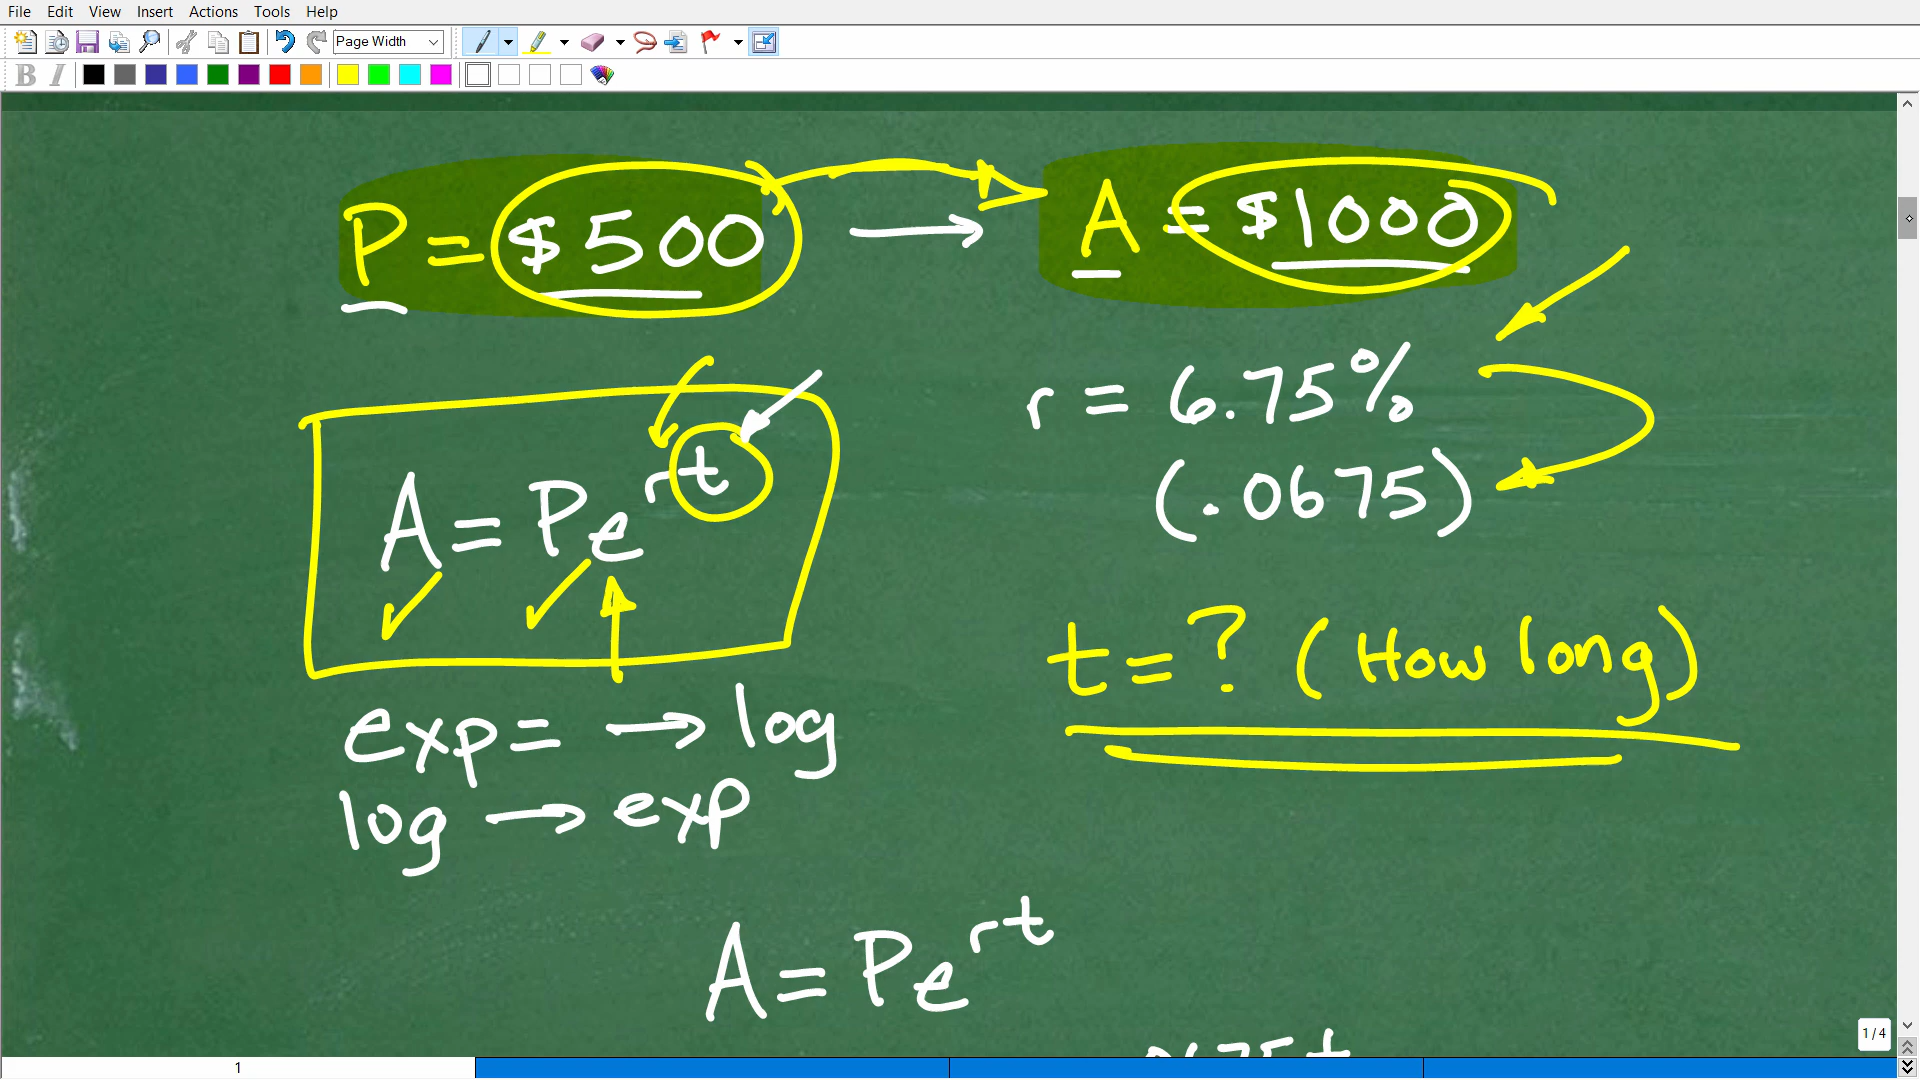 File Edit View Insert Actions Tools Help
Page Width
B I
P = $500 → A = $1000
r = 6.75%
(.0675)
A = Pe^rt
t = ? (How long)
exp = → log
log → exp
A = Pe^rt
.0675t
1 / 4
1